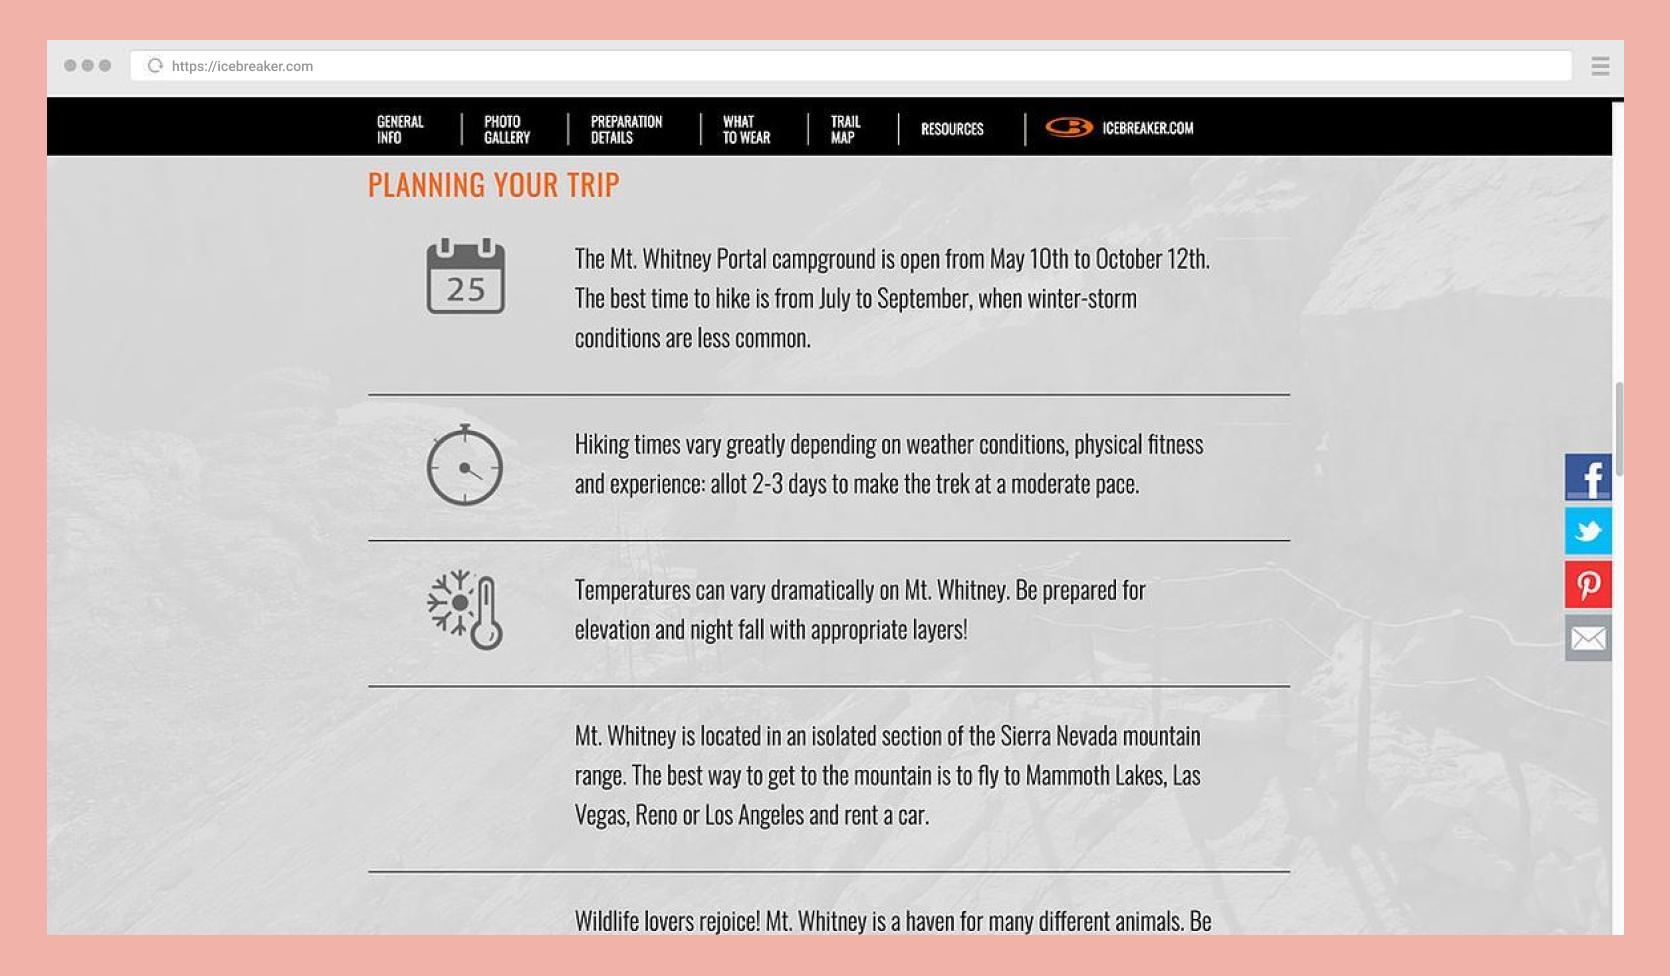 https://icebreaker.com
GENERAL
INFO
PHOTO
GALLERY
PREPARATION
DETAILS
WHAT
TO WEAR
TRAIL
MAP
RESOURCES
ICEBREAKER.COM
PLANNING YOUR TRIP
25
The Mt. Whitney Portal campground is open from May 10th to October 12th.
The best time to hike is from July to September, when winter-storm
conditions are less common.
Hiking times vary greatly depending on weather conditions, physical fitness
and experience: allot 2-3 days to make the trek at a moderate pace.
Temperatures can vary dramatically on Mt. Whitney. Be prepared for
elevation and night fall with appropriate layers!
Mt. Whitney is located in an isolated section of the Sierra Nevada mountain
range. The best way to get to the mountain is to fly to Mammoth Lakes, Las
Vegas, Reno or Los Angeles and rent a car.
Wildlife lovers rejoice! Mt. Whitney is a haven for many different animals. Be